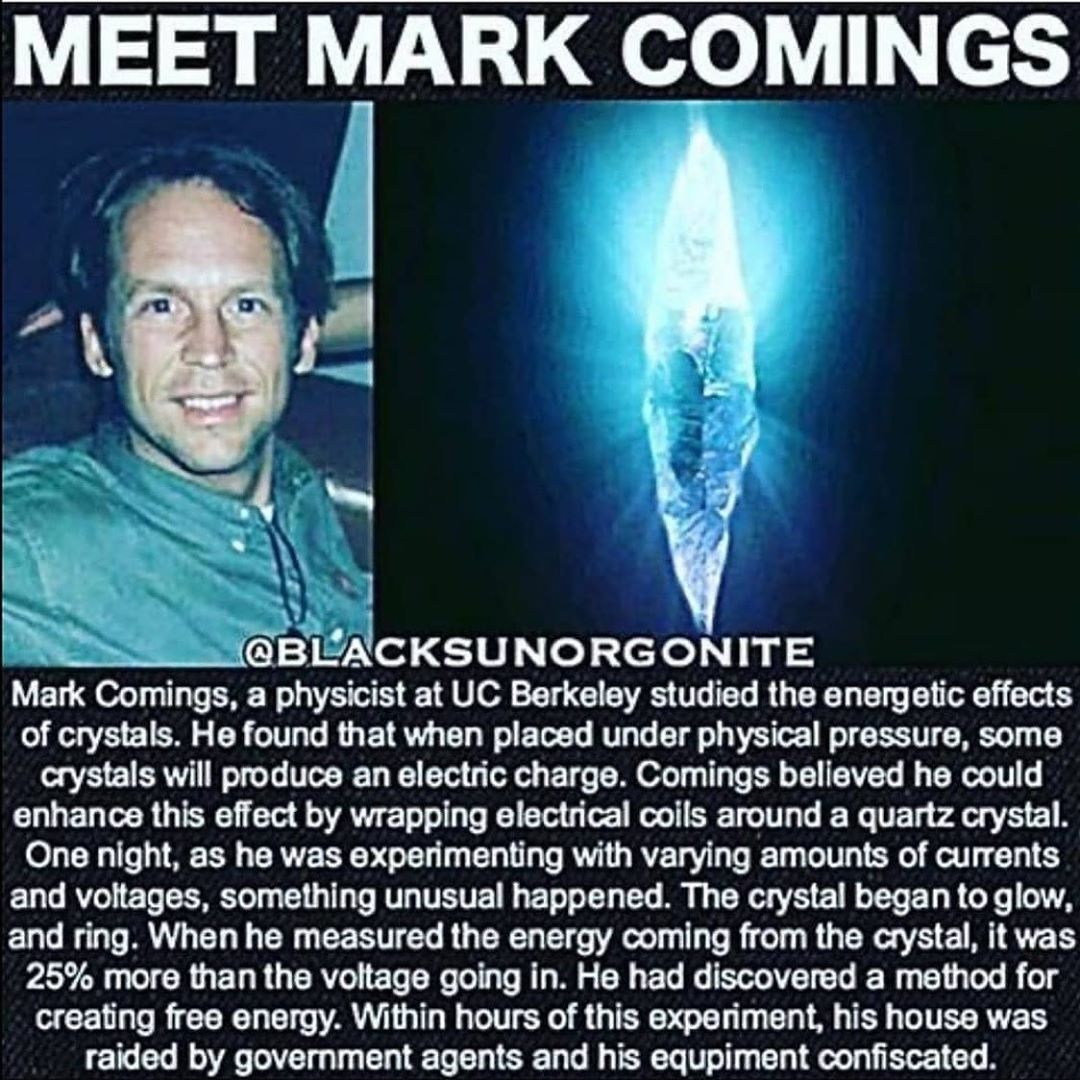 MEET MARK COMINGS
@BLACKSUNORGONITE
Mark Comings, a physicist at UC Berkeley studied the energetic effects
of crystals. He found that when placed under physical pressure, some
crystals will produce an electric charge. Comings believed he could
enhance this effect by wrapping electrical coils around a quartz crystal.
One night, as he was experimenting with varying amounts of currents
and voltages, something unusual happened. The crystal began to glow,
and ring. When he measured the energy coming from the crystal, it was
25% more than the voltage going in. He had discovered a method for
creating free energy. Within hours of this experiment, his house was
raided by government agents and his equpiment confiscated.